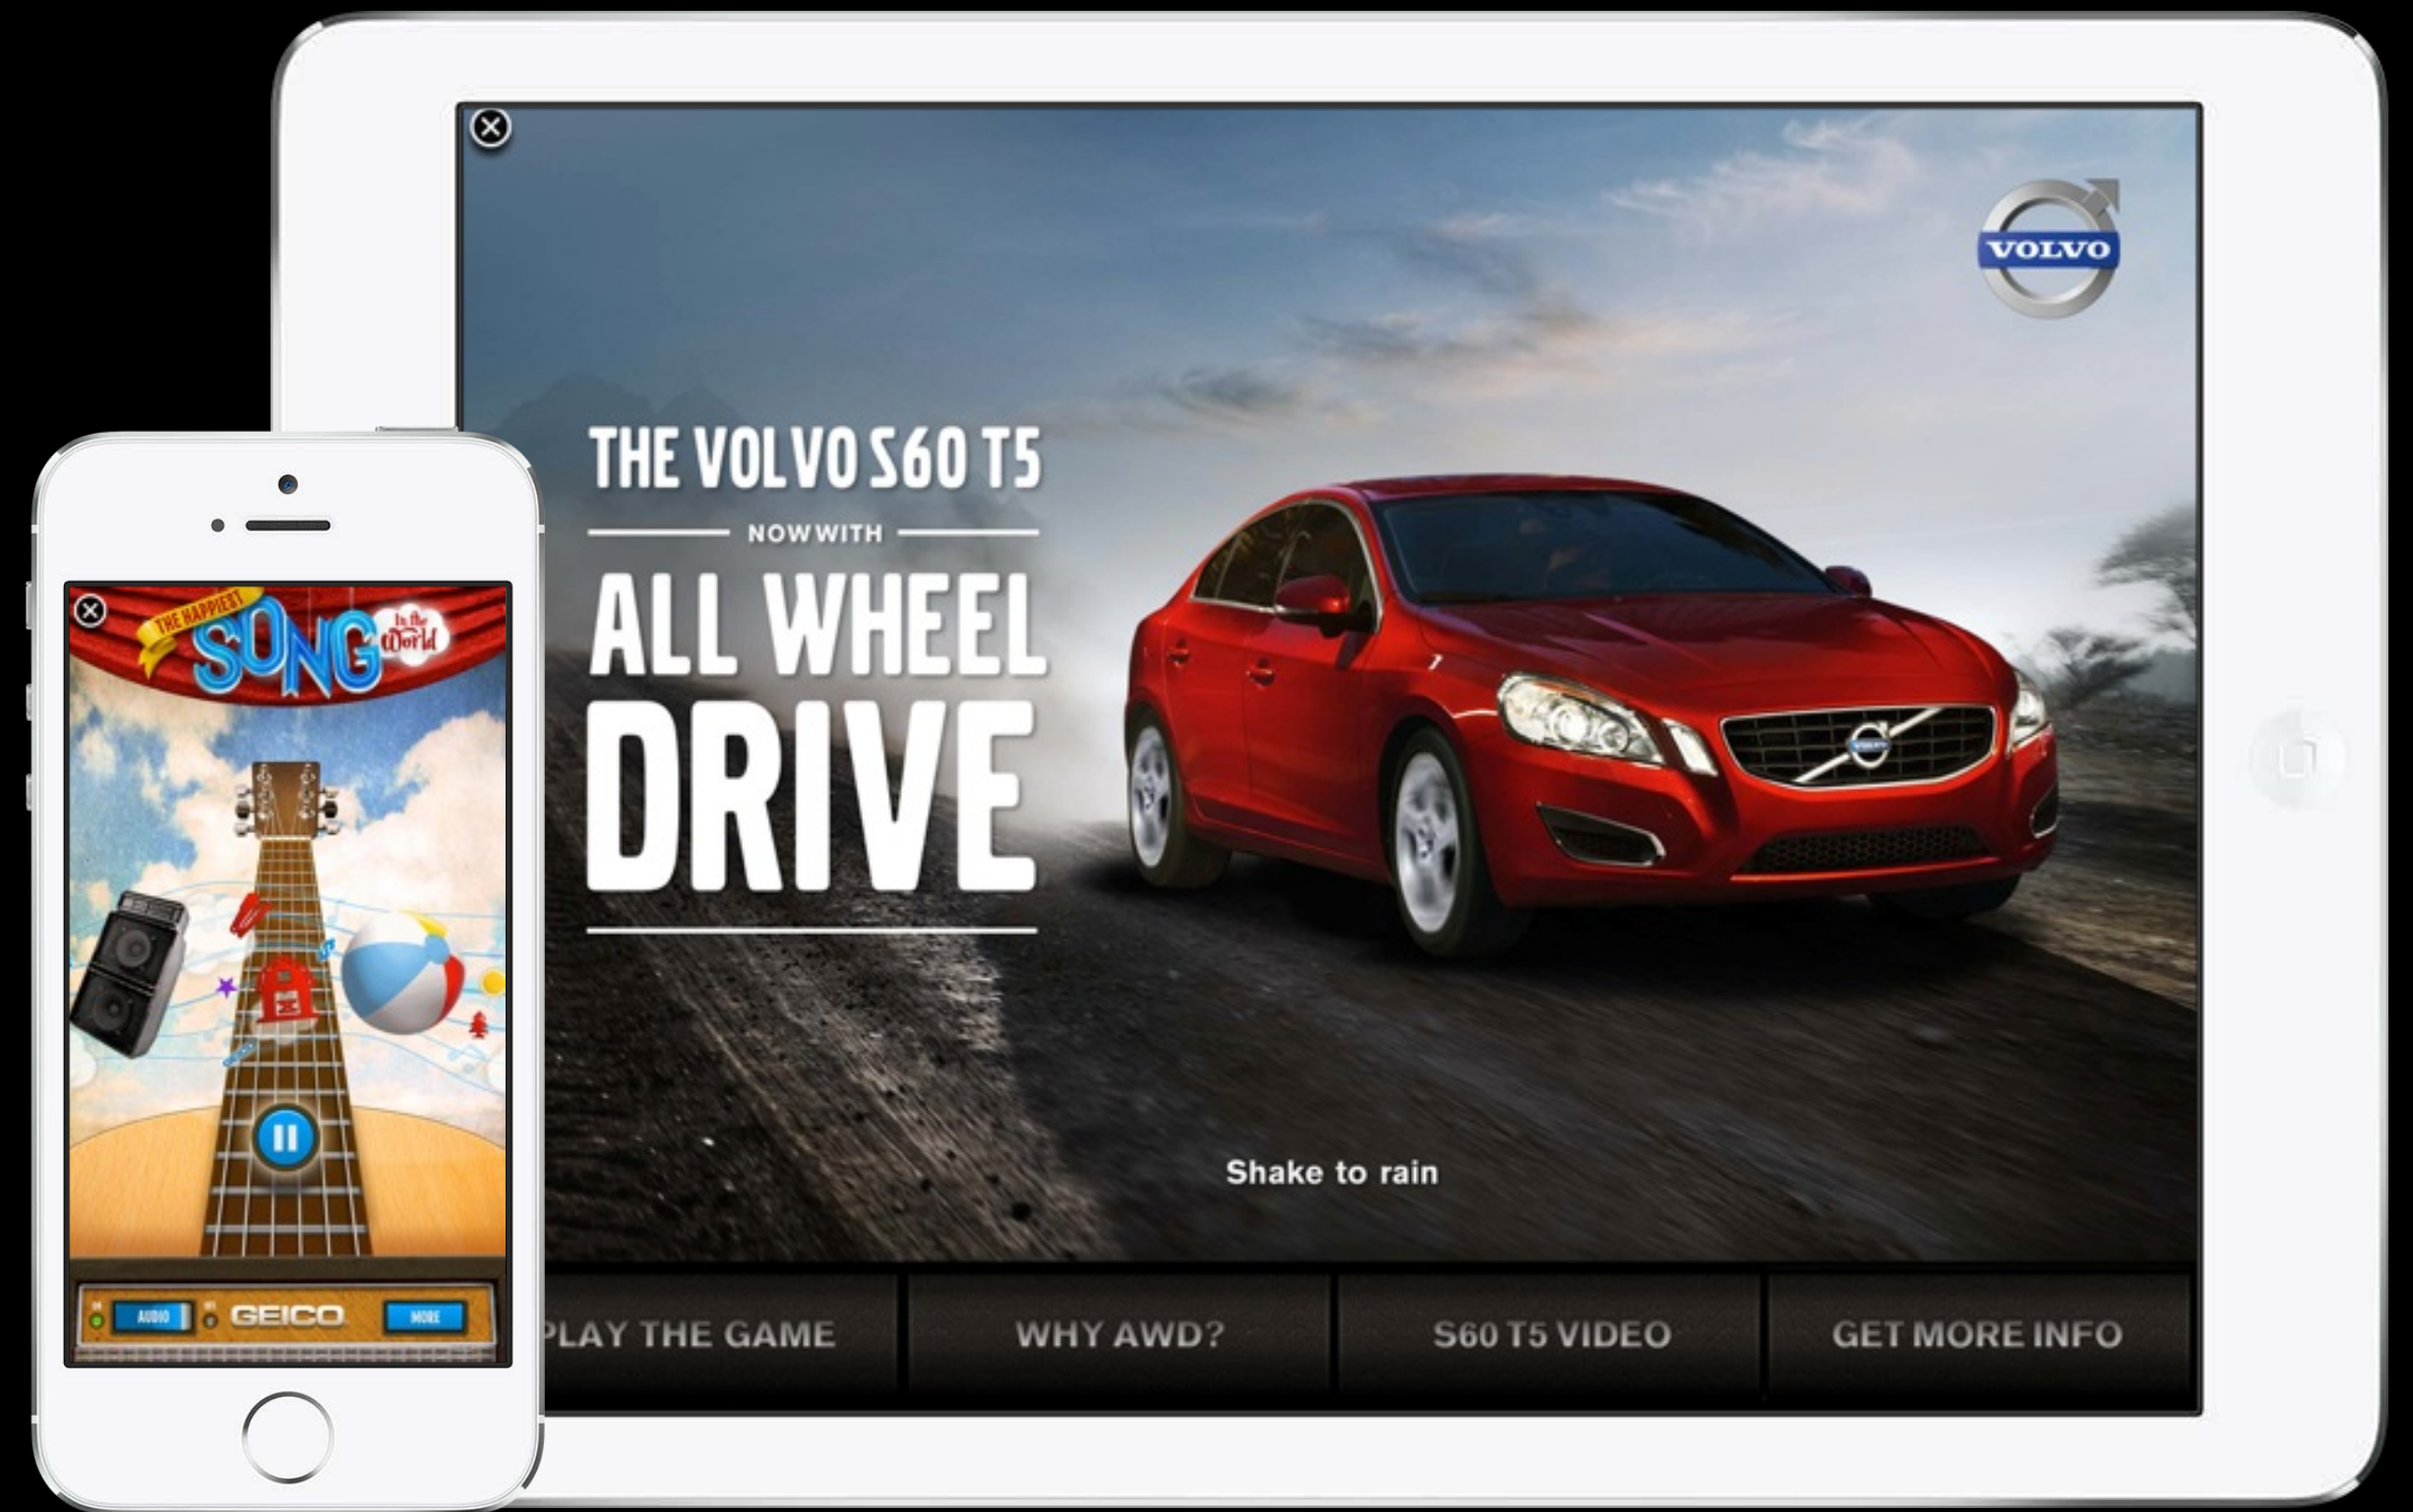 VOLVO
THE VOLVO S60 T5
NOW WITH
ALL WHEEL
DRIVE
Shake to rain
PLAY THE GAME
WHY AWD?
S60 T5 VIDEO
GET MORE INFO
THE HAPPIEST
SONG
In the
World
AUDIO
GEICO
MORE